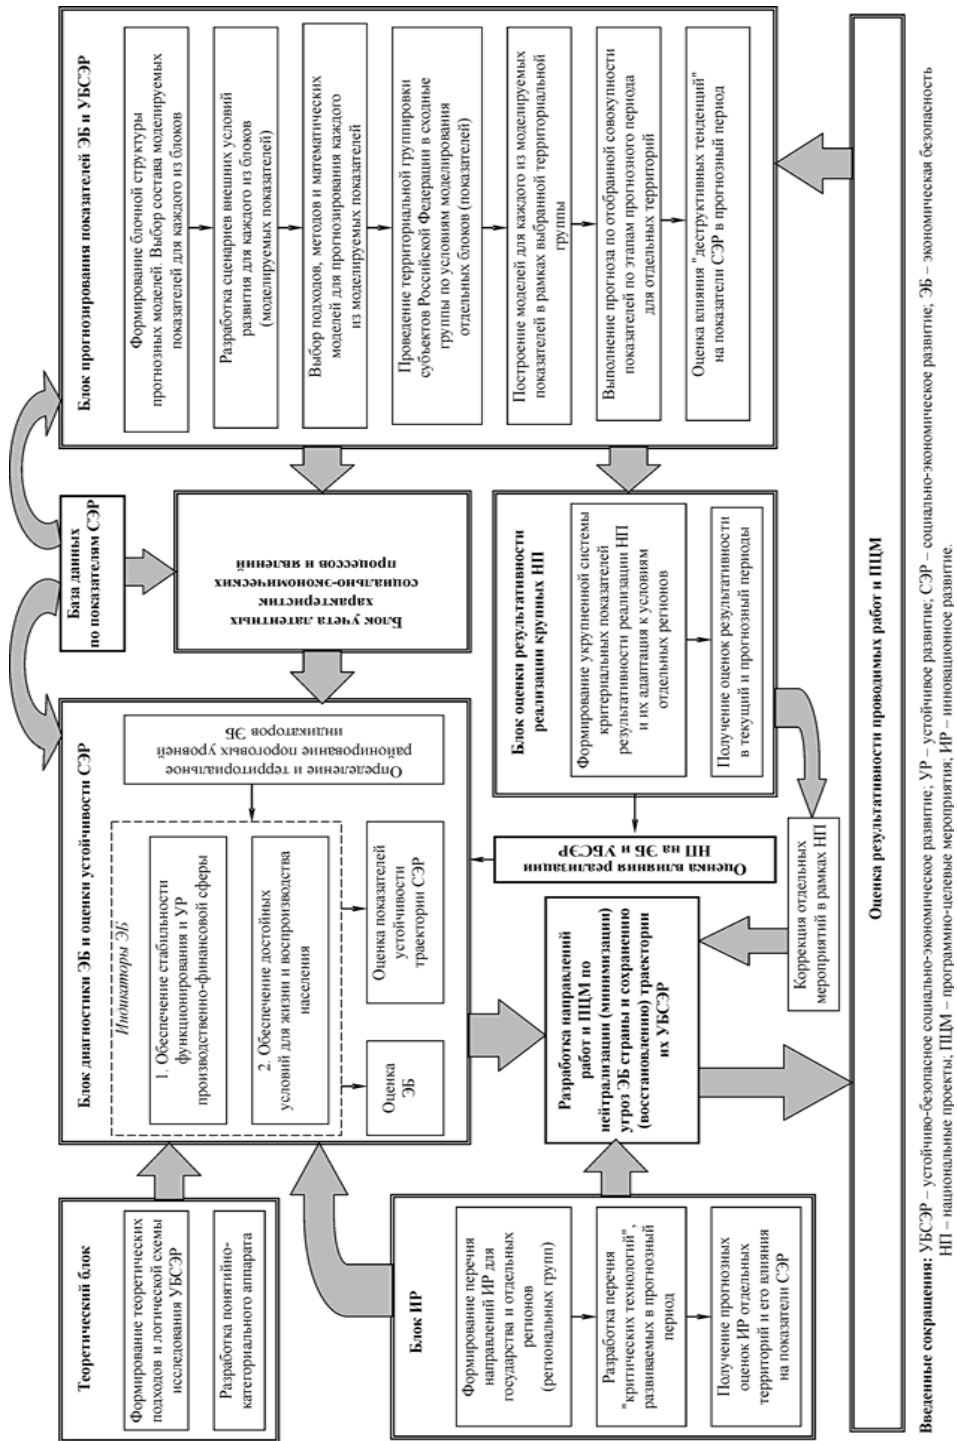 Теоретический блок
Формирование теоретических
подходов и логической схемы
исследования УБСЭР
Разработка понятийно-
категориального аппарата
Блок диагностики ЭБ и оценки устойчивости СЭР
Индикаторы ЭБ
1. Обеспечение стабильности
функционирования и УР
производственно-финансовой сферы
2. Обеспечение достойных
условий для жизни и воспроизводства
населения
Определение и территориальное
районирование пороговых уровней
индикаторов ЭБ
Оценка
ЭБ
Оценка показателей
устойчивости
траектории СЭР
База данных
по показателям СЭР
Блок учета латентных
характеристик
социально-экономических
процессов и явлений
Блок прогнозирования показателей ЭБ и УБСЭР
Формирование блочной структуры
прогнозных моделей. Выбор состава моделируемых
показателей для каждого из блоков
Разработка сценариев внешних условий
развития для каждого из блоков
(моделируемых показателей)
Выбор подходов, методов и математических
моделей для прогнозирования каждого
из моделируемых показателей
Проведение территориальной группировки
субъектов Российской Федерации в сходные
группы по условиям моделирования
отдельных блоков (показателей)
Построение моделей для каждого из моделируемых
показателей в рамках выбранной территориальной
группы
Выполнение прогноза по отобранной совокупности
показателей по этапам прогнозного периода
для отдельных территорий
Оценка влияния "деструктивных тенденций"
на показатели СЭР в прогнозный период
Блок ИР
Формирование перечня
направлений ИР для
государства и отдельных
регионов
(региональных групп)
Разработка перечня
"критических технологий",
развиваемых в прогнозный
период
Получение прогнозных
оценок ИР отдельных
территорий и его влияния
на показатели СЭР
Разработка направлений
работ и ПЦМ по
нейтрализации (минимизации)
угроз ЭБ страны и сохранению
(восстановлению) траектории
их УБСЭР
Оценка влияния реализации
НП на ЭБ и УБСЭР
Блок оценки результативности
реализации крупных НП
Формирование укрупненной системы
критериальных показателей
результативности реализации НП
и их адаптация к условиям
отдельных регионов
Получение оценок результативности
в текущий и прогнозный периоды
Коррекция отдельных
мероприятий в рамках НП
Оценка результативности проводимых работ и ПЦМ
Введенные сокращения: УБСЭР – устойчиво-безопасное социально-экономическое развитие; УР – устойчивое развитие; СЭР – социально-экономическое развитие; ЭБ – экономическая безопасность
НП – национальные проекты; ПЦМ – программно-целевые мероприятия; ИР – инновационное развитие.